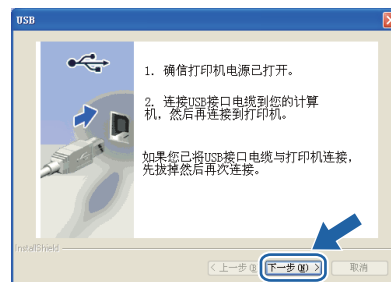 USB
1. 确信打印机电源已打开。
2. 连接USB接口电缆到您的计算
机，然后再连接到打印机。
如果您已将USB接口电缆与打印机连接，
先拔掉然后再次连接。
InstallShield
< 上一步(B)
下一步(N) >
取消